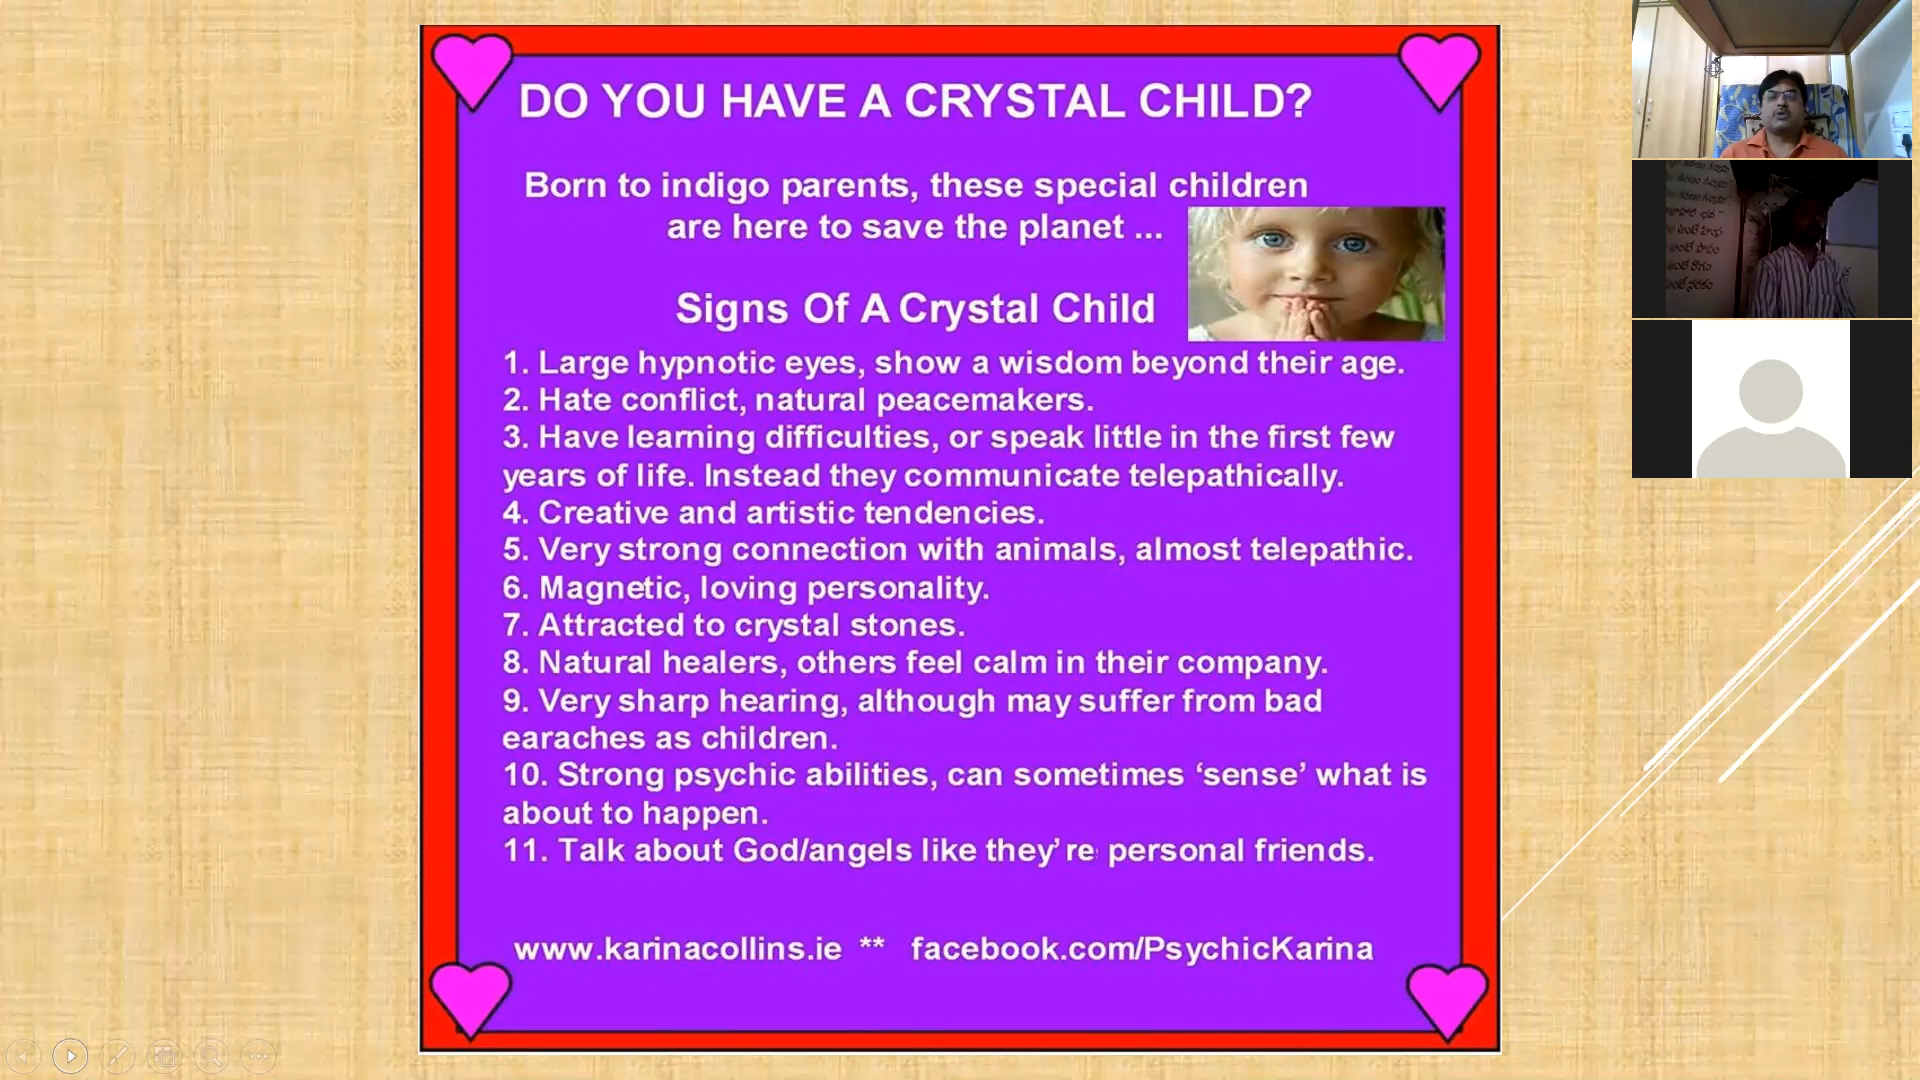 DO YOU HAVE A CRYSTAL CHILD?
Born to indigo parents, these special children
are here to save the planet ...
Signs Of A Crystal Child
1. Large hypnotic eyes, show a wisdom beyond their age.
2. Hate conflict, natural peacemakers.
3. Have learning difficulties, or speak little in the first few
years of life. Instead they communicate telepathically.
4. Creative and artistic tendencies.
5. Very strong connection with animals, almost telepathic.
6. Magnetic, loving personality.
7. Attracted to crystal stones.
8. Natural healers, others feel calm in their company.
9. Very sharp hearing, although may suffer from bad
earaches as children.
10. Strong psychic abilities, can sometimes ‘sense’ what is
about to happen.
11. Talk about God/angels like they’re personal friends.
www.karinacollins.ie ** facebook.com/PsychicKarina